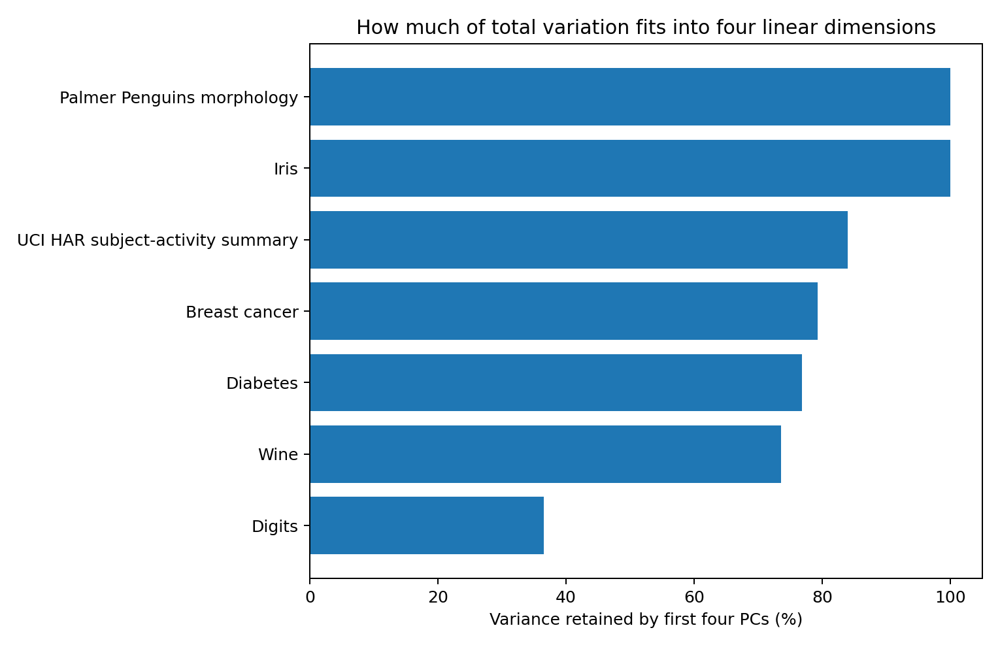 How much of total variation fits into four linear dimensions
Palmer Penguins morphology
Iris
UCI HAR subject-activity summary
Breast cancer
Diabetes
Wine
Digits
0 20 40 60 80 100
Variance retained by first four PCs (%)